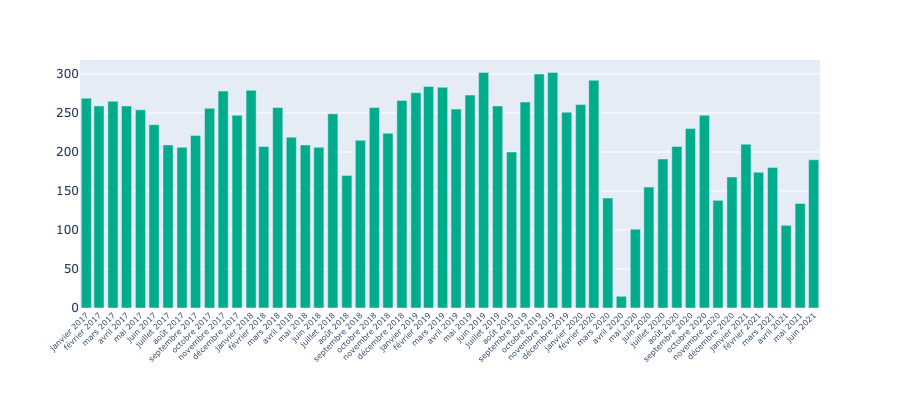 300
250
200
150
100
50
0
janvier 2017
février 2017
mars 2017
avril 2017
mai 2017
juin 2017
juillet 2017
août 2017
septembre 2017
octobre 2017
novembre 2017
décembre 2017
janvier 2018
février 2018
mars 2018
avril 2018
mai 2018
juin 2018
juillet 2018
août 2018
septembre 2018
octobre 2018
novembre 2018
décembre 2018
janvier 2019
février 2019
mars 2019
avril 2019
mai 2019
juin 2019
juillet 2019
août 2019
septembre 2019
octobre 2019
novembre 2019
décembre 2019
janvier 2020
février 2020
mars 2020
avril 2020
mai 2020
juin 2020
juillet 2020
août 2020
septembre 2020
octobre 2020
novembre 2020
décembre 2020
janvier 2021
février 2021
mars 2021
avril 2021
mai 2021
juin 2021